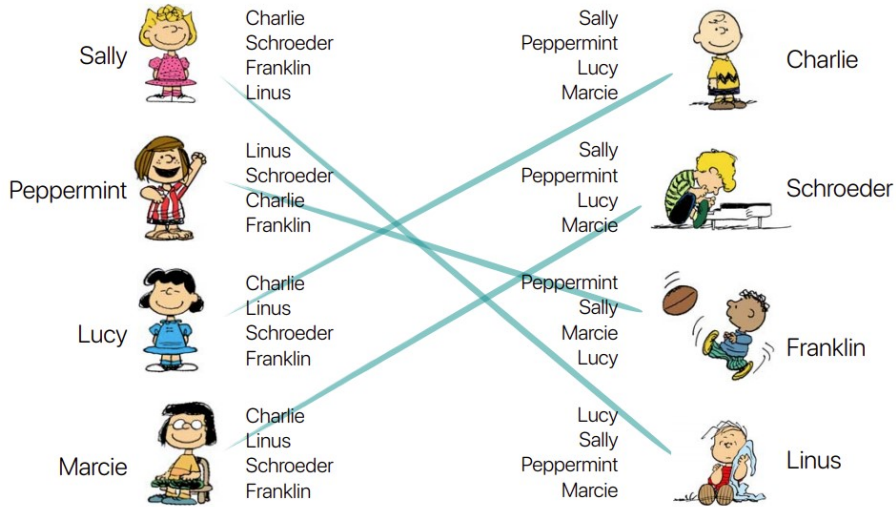 Sally
Charlie
Schroeder
Franklin
Linus
Peppermint
Linus
Schroeder
Charlie
Franklin
Lucy
Charlie
Linus
Schroeder
Franklin
Marcie
Charlie
Linus
Schroeder
Franklin
Sally
Peppermint
Lucy
Marcie
Charlie
Sally
Peppermint
Lucy
Marcie
Schroeder
Peppermint
Sally
Marcie
Lucy
Franklin
Lucy
Sally
Peppermint
Marcie
Linus